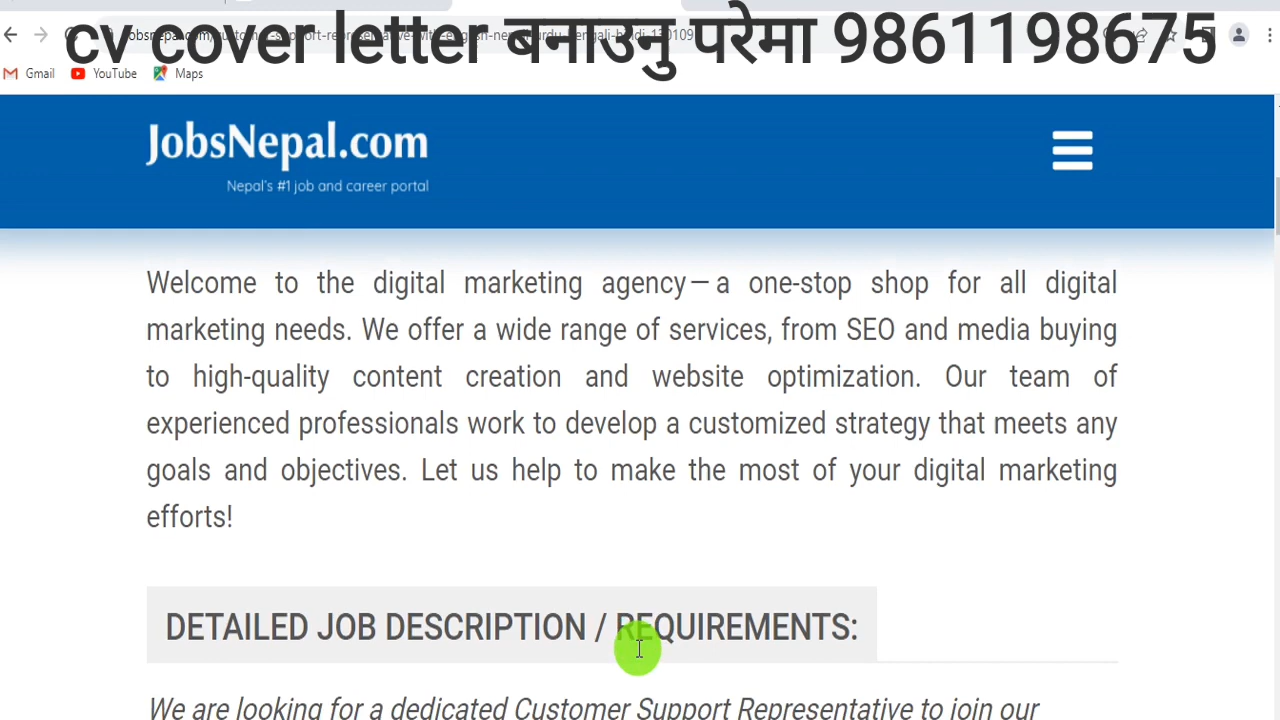 cv cover letter बनाउनु परेमा 9861198675
Gmail YouTube Maps
JobsNepal.com
Nepal's #1 job and career portal
Welcome to the digital marketing agency—a one-stop shop for all digital
marketing needs. We offer a wide range of services, from SEO and media buying
to high-quality content creation and website optimization. Our team of
experienced professionals work to develop a customized strategy that meets any
goals and objectives. Let us help to make the most of your digital marketing
efforts!
DETAILED JOB DESCRIPTION / REQUIREMENTS:
We are looking for a dedicated Customer Support Representative to join our